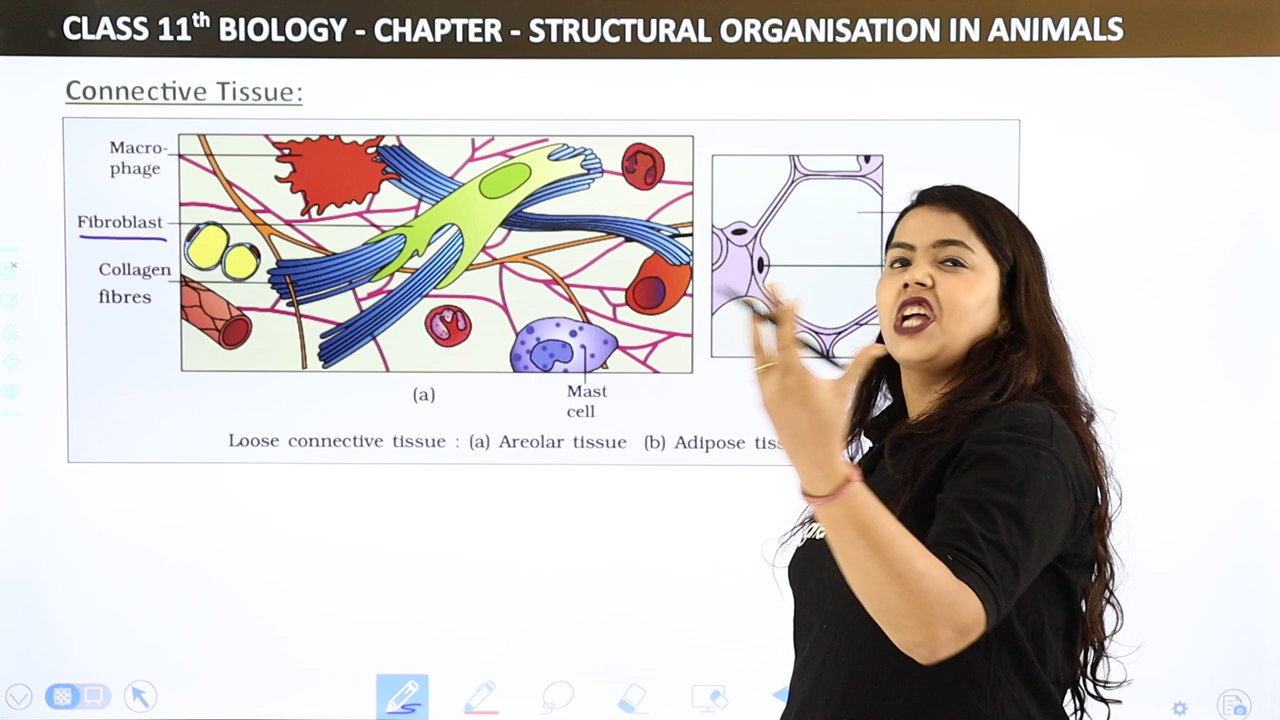 CLASS 11th BIOLOGY - CHAPTER - STRUCTURAL ORGANISATION IN ANIMALS
Connective Tissue:
Macro-
phage
Fibroblast
Collagen
fibres
(a)
Mast
cell
Loose connective tissue : (a) Areolar tissue (b) Adipose